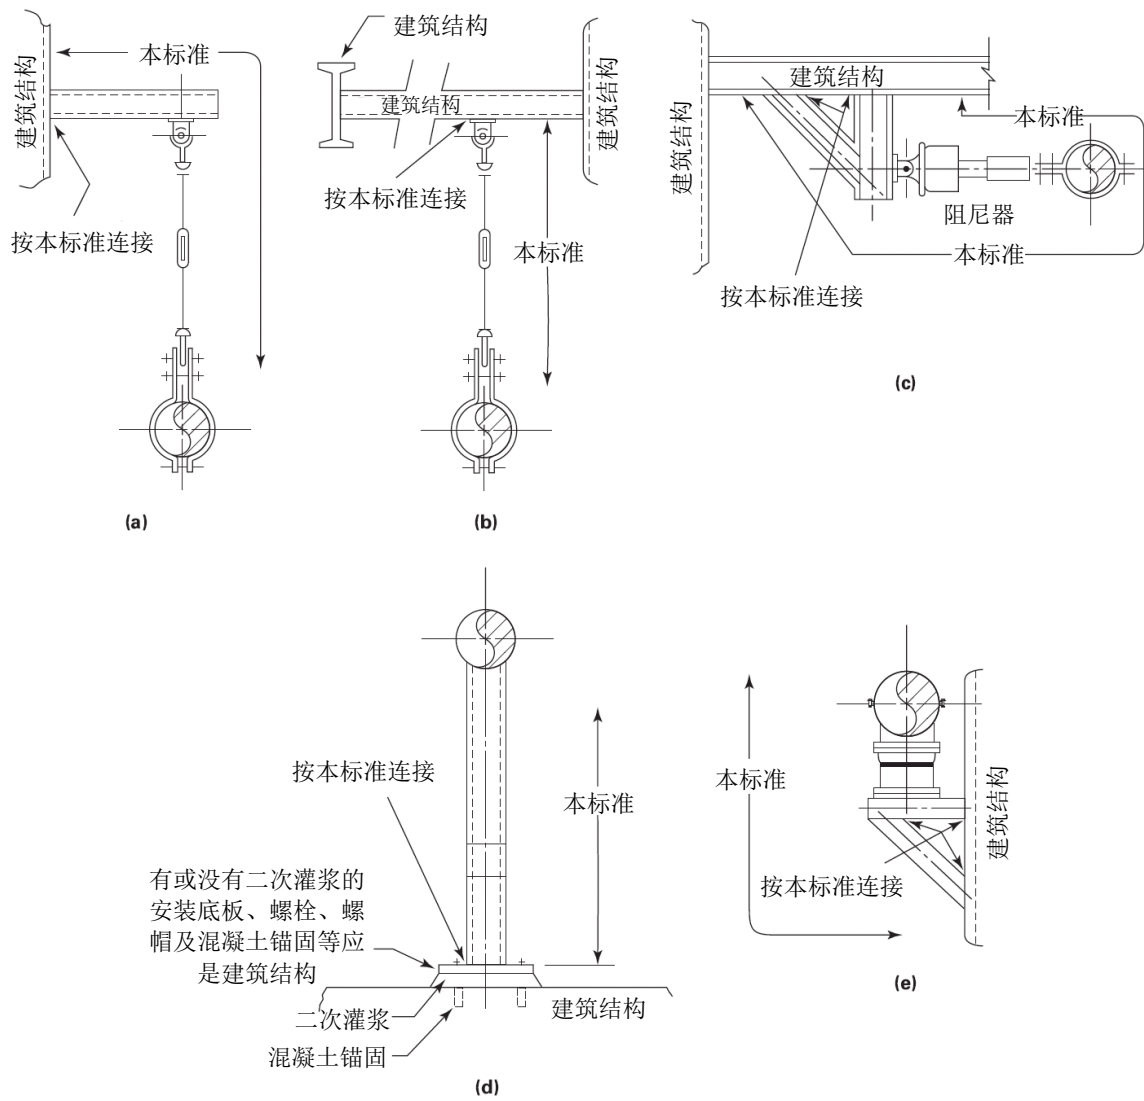 建筑结构
本标准
按本标准连接
(a)
建筑结构
建筑结构
建筑结构
按本标准连接
本标准
(b)
建筑结构
建筑结构
本标准
阻尼器
本标准
按本标准连接
(c)
按本标准连接
本标准
有或没有二次灌浆的
安装底板、螺栓、螺
帽及混凝土锚固等应
是建筑结构
二次灌浆
混凝土锚固
建筑结构
(d)
本标准
建筑结构
按本标准连接
(e)